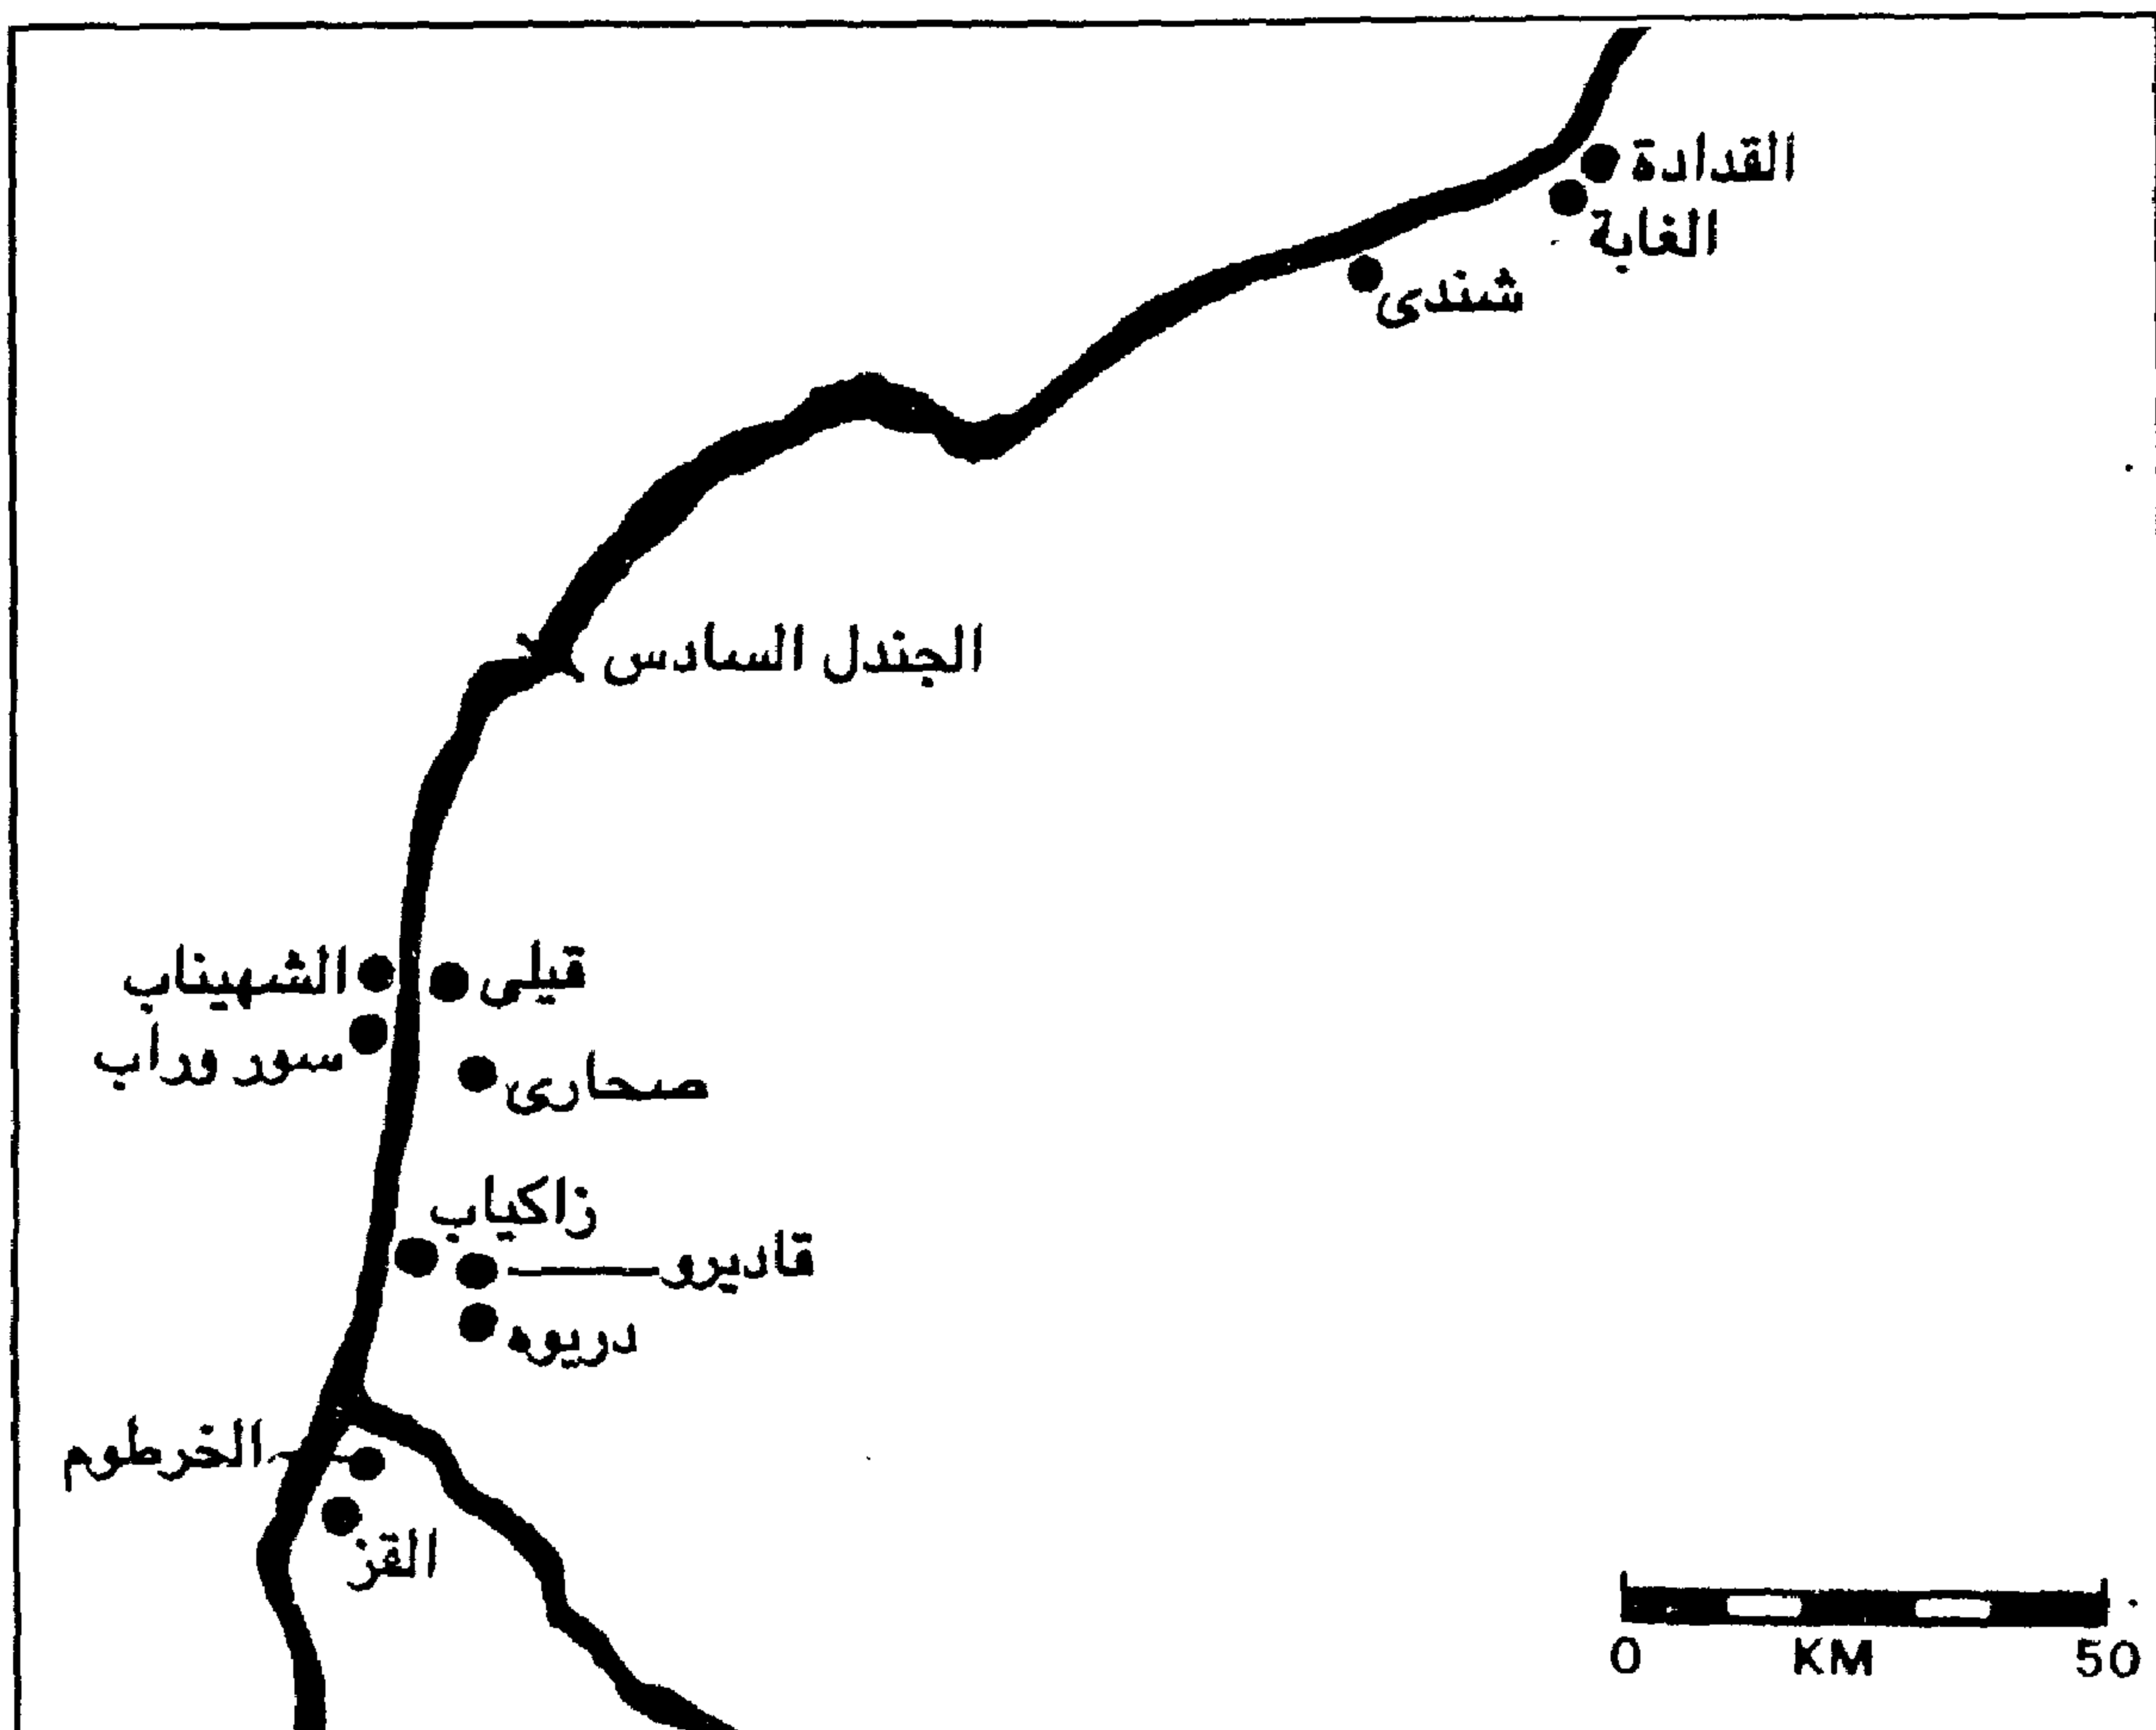 القدادة
الغابة
شندى
الجندل السادس
الشهيناب
قيلى
سور وراب
صحارى
زاكياب
قاديرو
دريوه
الخرطوم
القز
0 KM 50